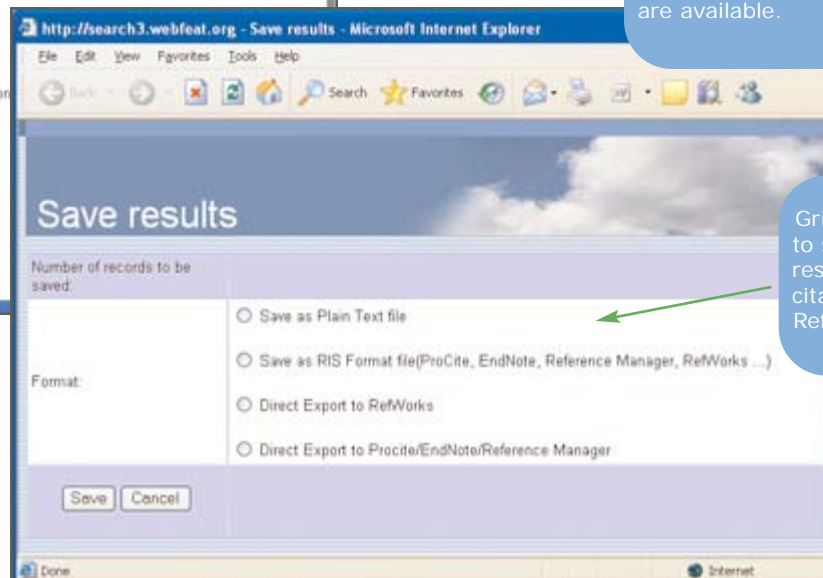 are available.
http://search3.webfeat.org - Save results - Microsoft Internet Explorer
File Edit View Favorites Tools Help
Back Search Favorites
Save results
Number of records to be
saved:
Format:
Save as Plain Text file
Save as RIS Format file(ProCite, EndNote, Reference Manager, RefWorks ...)
Direct Export to RefWorks
Direct Export to Procite/EndNote/Reference Manager
Save Cancel
Done Internet
to